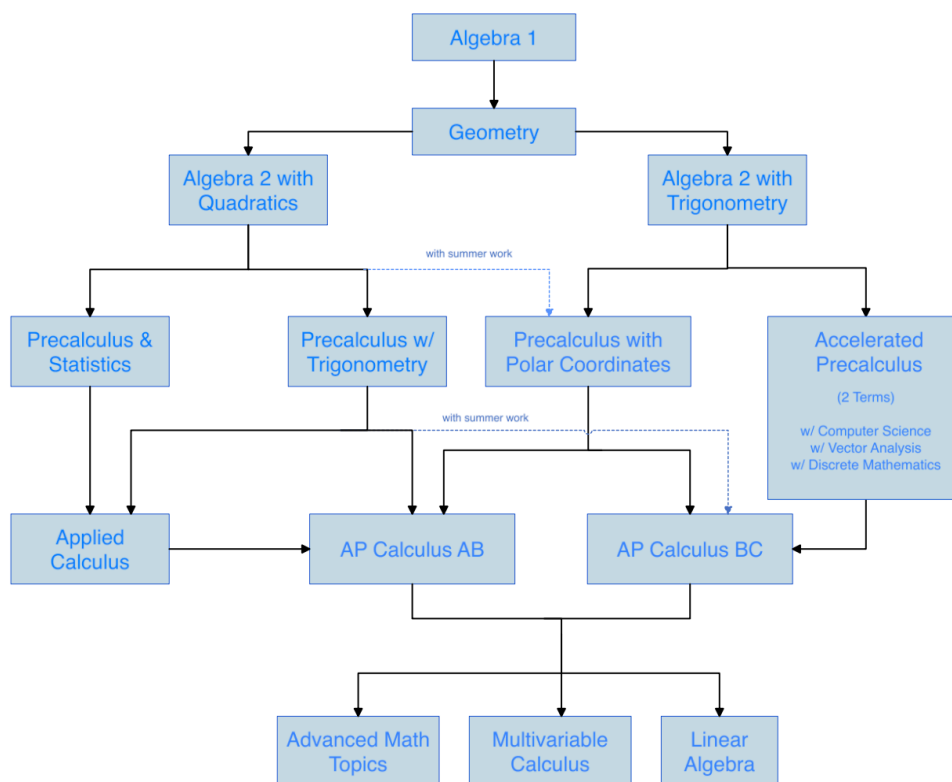 Algebra 1
Geometry
Algebra 2 with
Quadratics
Algebra 2 with
Trigonometry
with summer work
Precalculus &
Statistics
Precalculus w/
Trigonometry
Precalculus with
Polar Coordinates
Accelerated
Precalculus
(2 Terms)
w/ Computer Science
w/ Vector Analysis
w/ Discrete Mathematics
with summer work
Applied
Calculus
AP Calculus AB
AP Calculus BC
Advanced Math
Topics
Multivariable
Calculus
Linear
Algebra